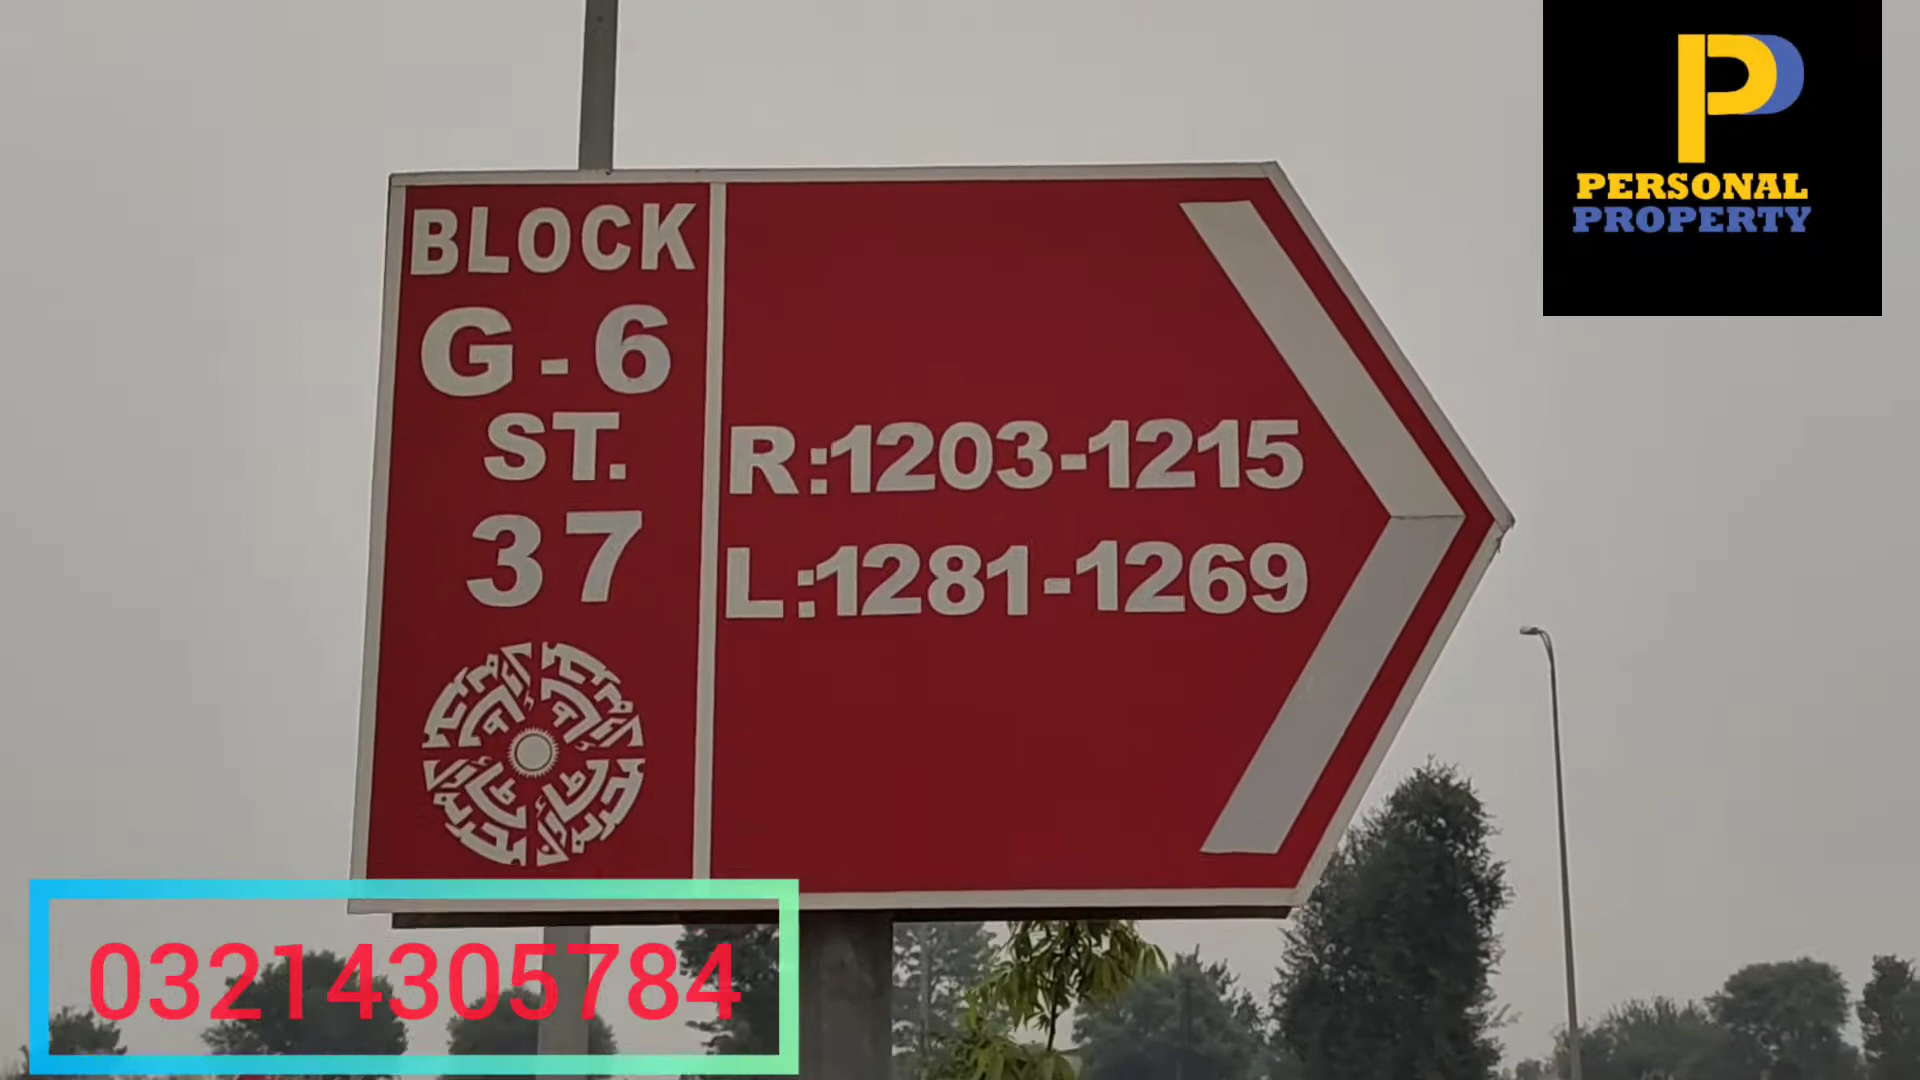 BLOCK
G-6
ST.
37
R:1203-1215
L:1281-1269
PERSONAL
PROPERTY
03214305784